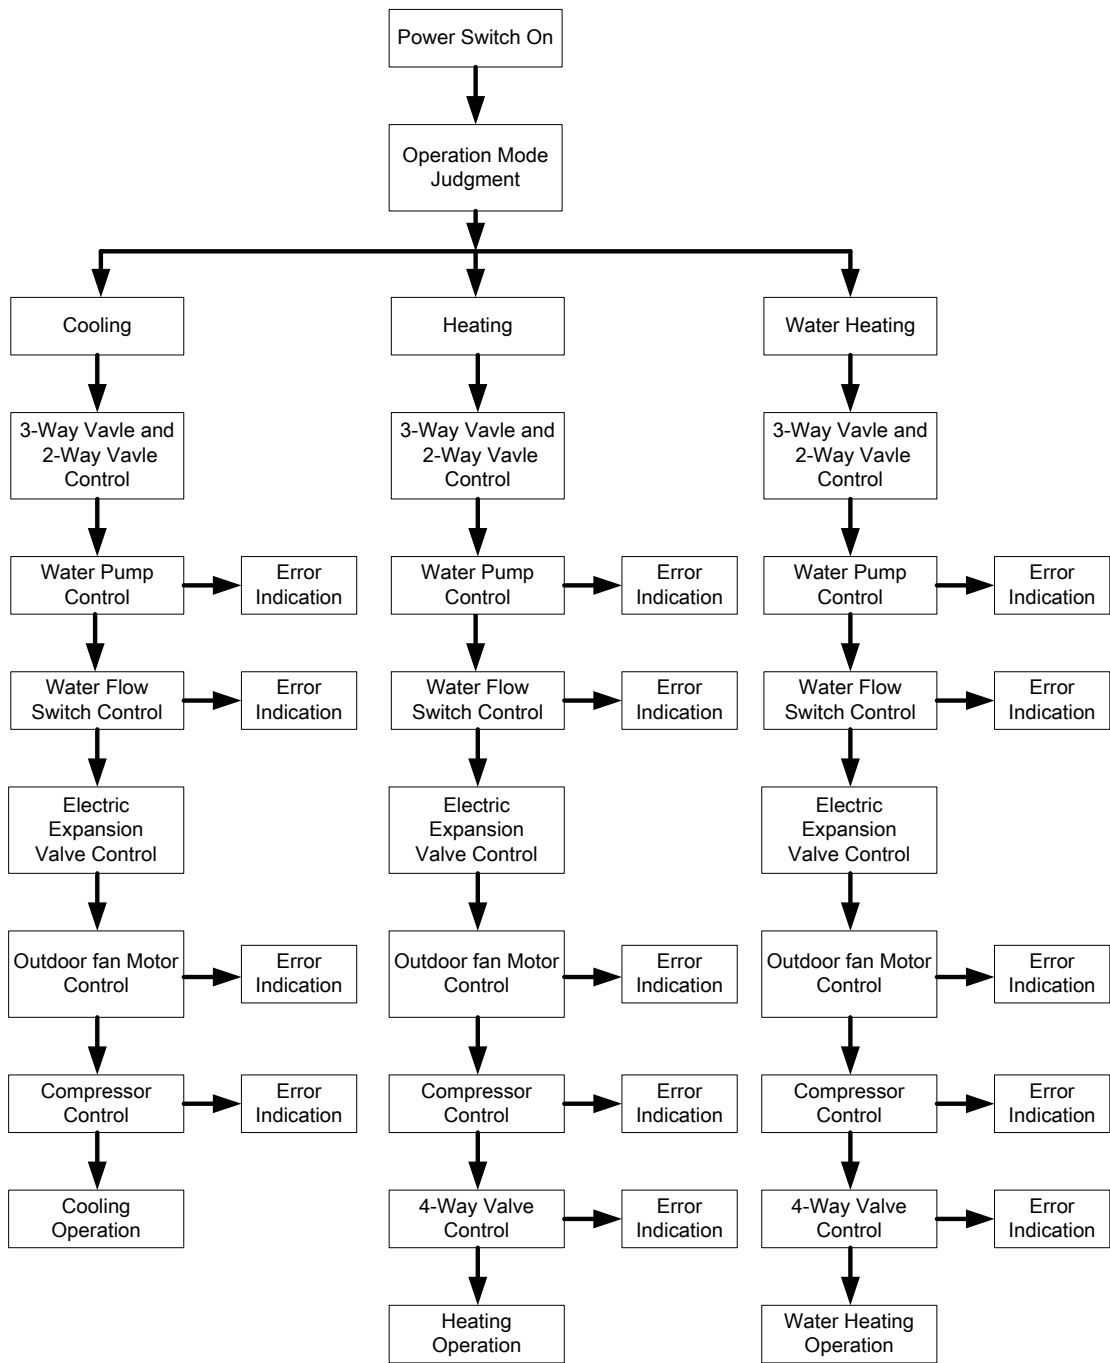 Power Switch On
Operation Mode
Judgment
Cooling
Heating
Water Heating
3-Way Vavle and
2-Way Vavle
Control
3-Way Vavle and
2-Way Vavle
Control
3-Way Vavle and
2-Way Vavle
Control
Water Pump
Control
Error
Indication
Water Pump
Control
Error
Indication
Water Pump
Control
Error
Indication
Water Flow
Switch Control
Error
Indication
Water Flow
Switch Control
Error
Indication
Water Flow
Switch Control
Error
Indication
Electric
Expansion
Valve Control
Electric
Expansion
Valve Control
Electric
Expansion
Valve Control
Outdoor fan Motor
Control
Error
Indication
Outdoor fan Motor
Control
Error
Indication
Outdoor fan Motor
Control
Error
Indication
Compressor
Control
Error
Indication
Compressor
Control
Error
Indication
Compressor
Control
Error
Indication
Cooling
Operation
4-Way Valve
Control
Error
Indication
4-Way Valve
Control
Error
Indication
Heating
Operation
Water Heating
Operation